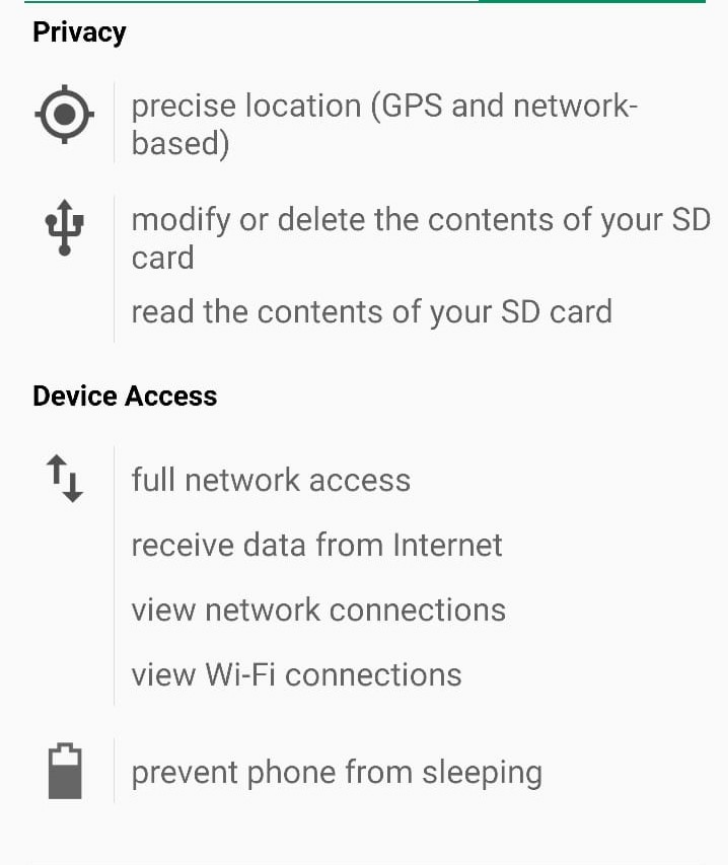 Privacy
precise location (GPS and network-
based)
modify or delete the contents of your SD
card
read the contents of your SD card
Device Access
full network access
receive data from Internet
view network connections
view Wi-Fi connections
prevent phone from sleeping